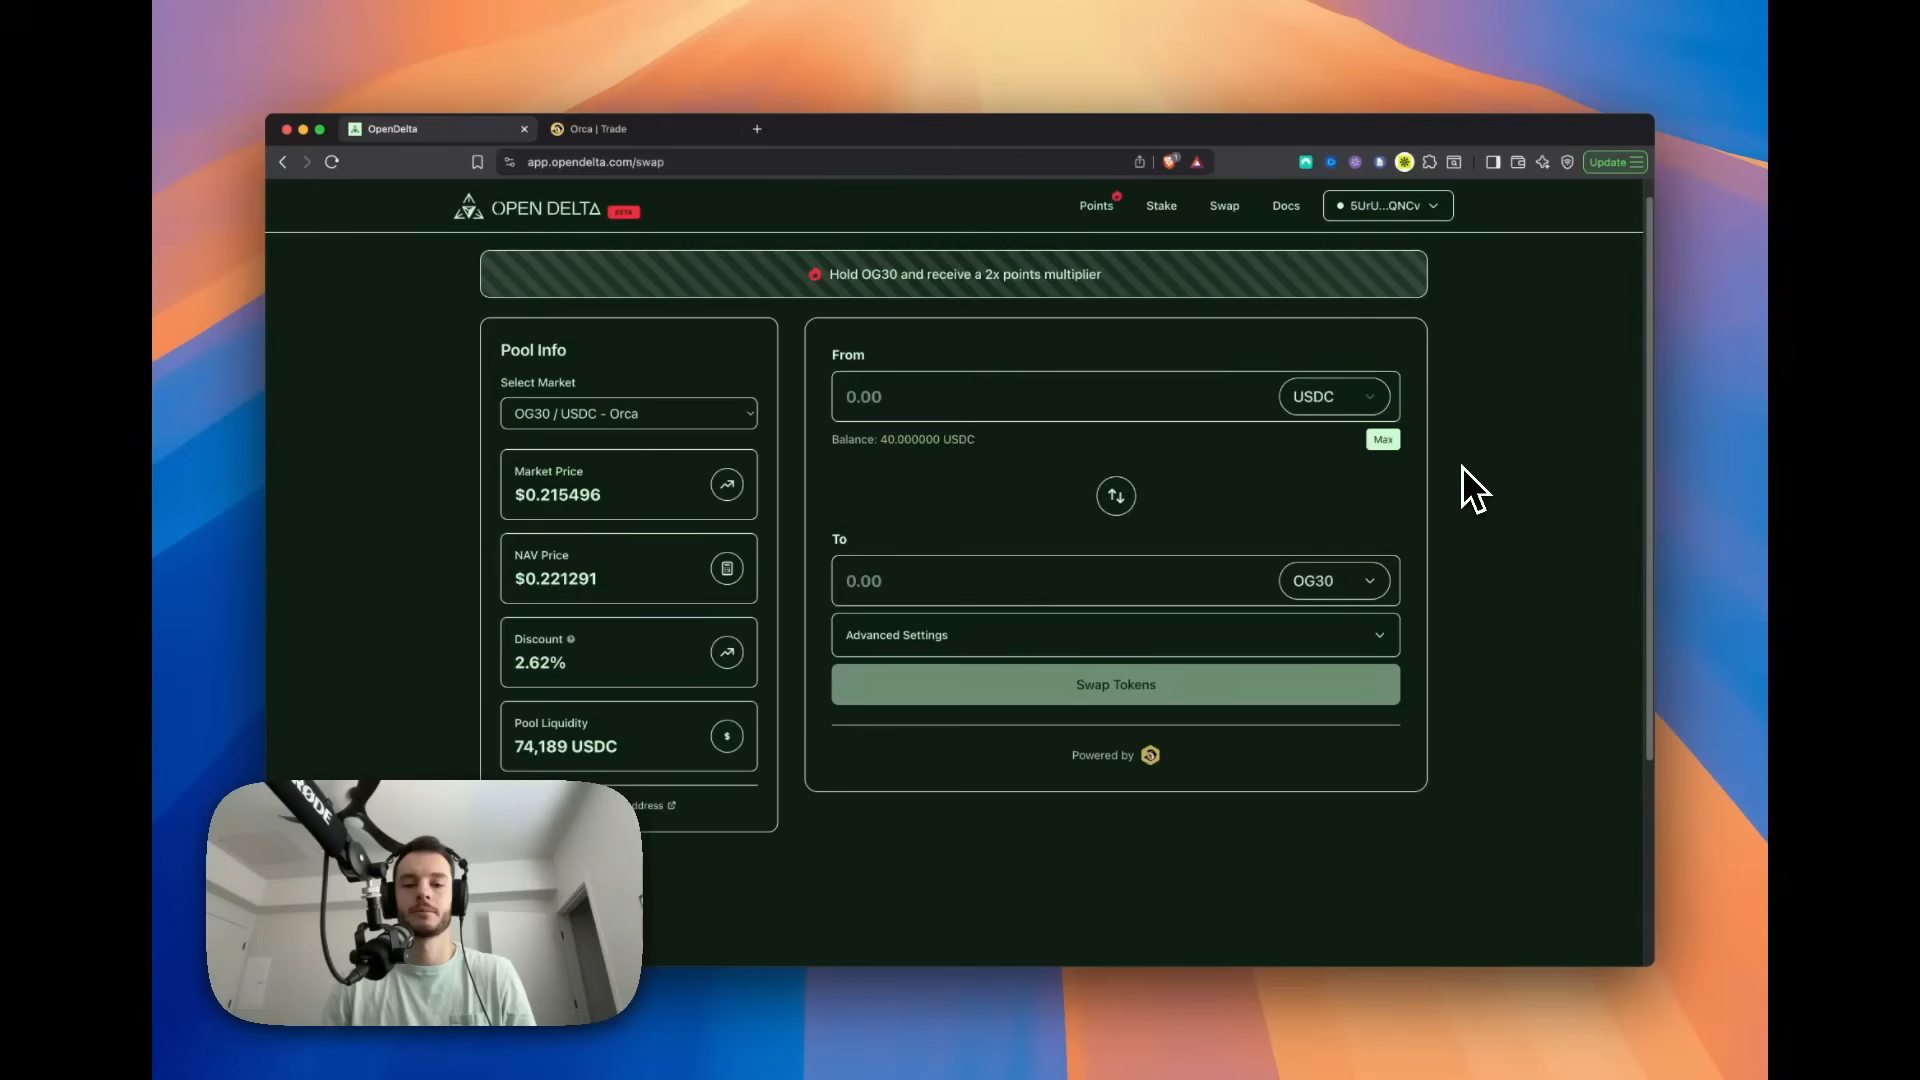 OpenDelta
Orca | Trade
app.opendelta.com/swap
Update
OPEN DELTA BETA
Points
Stake
Swap
Docs
5UrU...QNCv
Hold OG30 and receive a 2x points multiplier
Pool Info
Select Market
OG30 / USDC - Orca
Market Price
$0.215496
NAV Price
$0.221291
Discount
2.62%
Pool Liquidity
74,189 USDC
$
ddress
From
0.00
USDC
Balance: 40.000000 USDC
Max
To
0.00
OG30
Advanced Settings
Swap Tokens
Powered by
RØDE